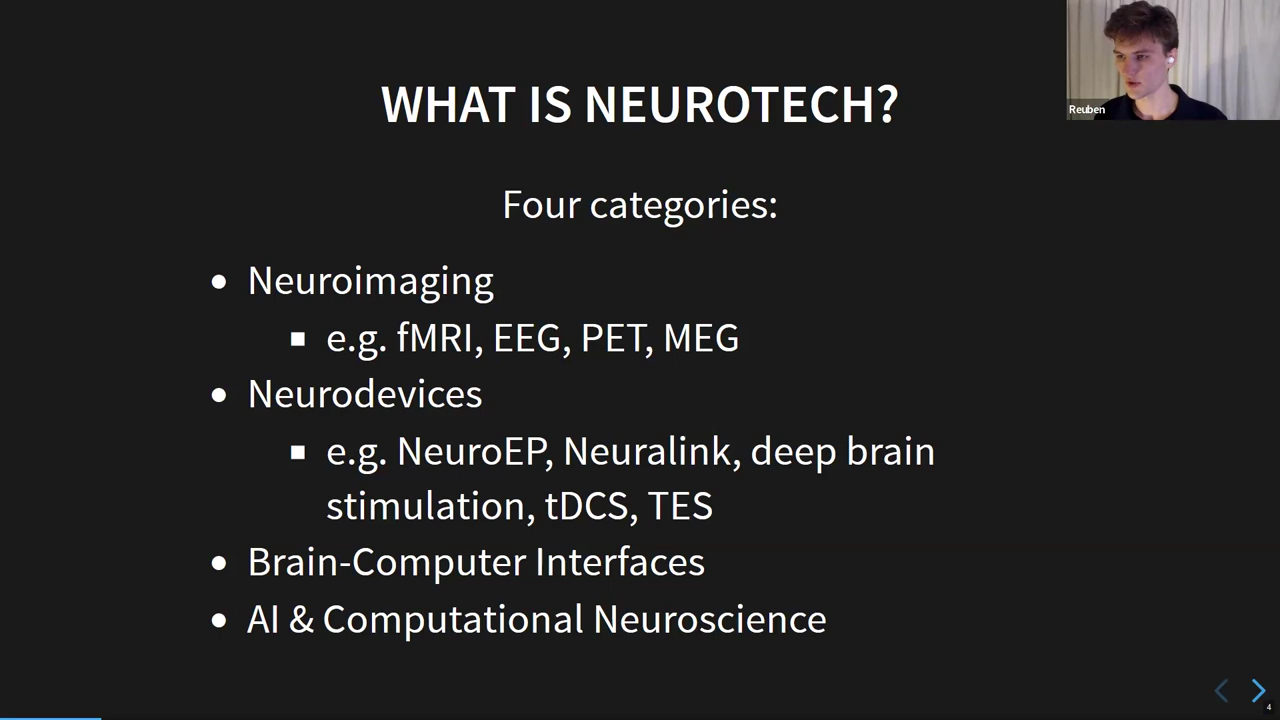 WHAT IS NEUROTECH?
Reuben
Four categories:
Neuroimaging
e.g. fMRI, EEG, PET, MEG
Neurodevices
e.g. NeuroEP, Neuralink, deep brain
stimulation, tDCS, TES
Brain-Computer Interfaces
AI & Computational Neuroscience
4